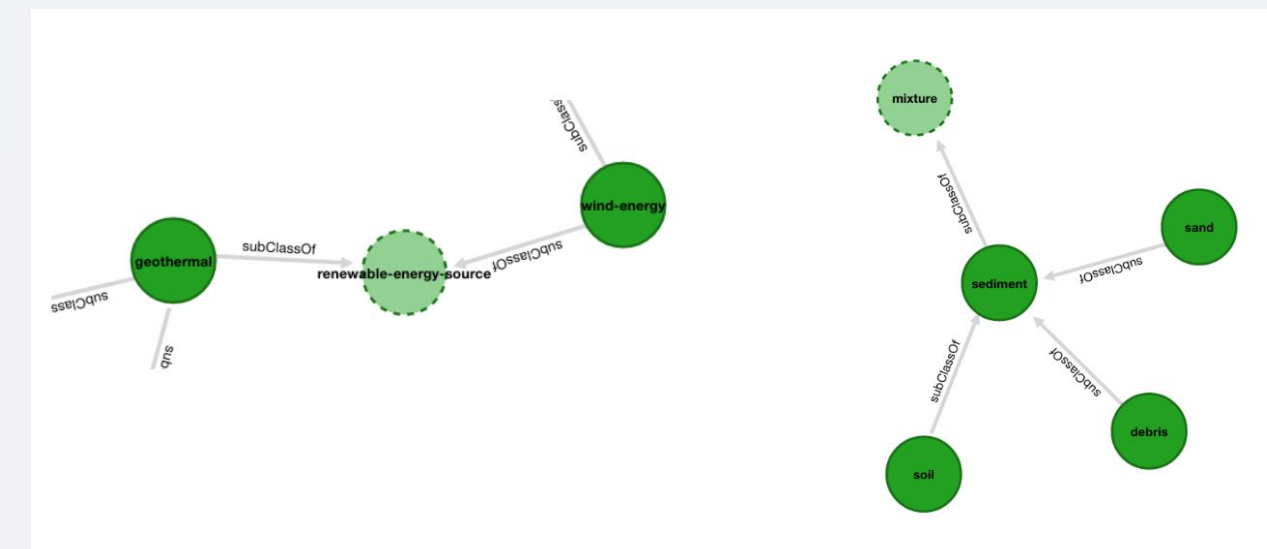 mixture
subClass
subClassOf
wind-energy
sand
subClassOf
geothermal
subClassOf
renewable-energy-source
subClassOf
subClassOf
sediment
subClass
sub
subClassOf
subClassOf
debris
soil